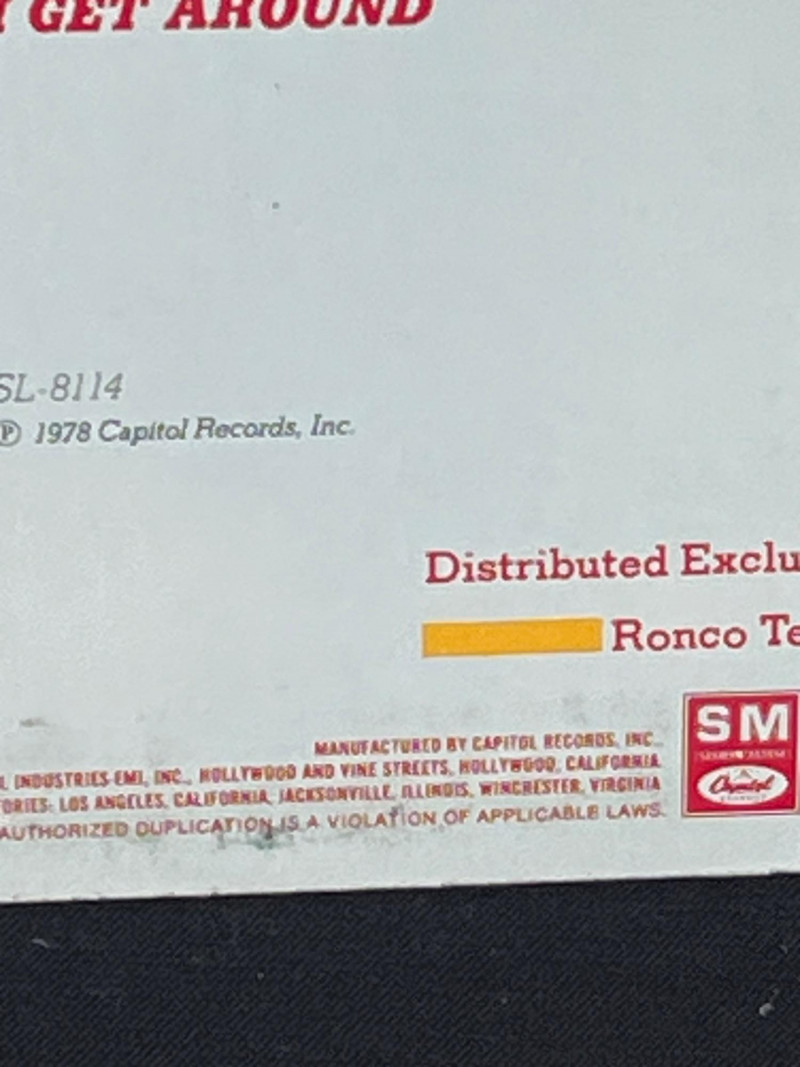 GET AROUND
SL-8114
Ⓟ 1978 Capitol Records, Inc.
Distributed Exclu
Ronco Te
SM
Capitol
MANUFACTURED BY CAPITOL RECORDS, INC.
L INDUSTRIES-EMI, INC., HOLLYWOOD AND VINE STREETS, HOLLYWOOD, CALIFORNIA
ORIES: LOS ANGELES, CALIFORNIA, JACKSONVILLE, ILLINOIS, WINCHESTER, VIRGINIA
AUTHORIZED DUPLICATION IS A VIOLATION OF APPLICABLE LAWS.